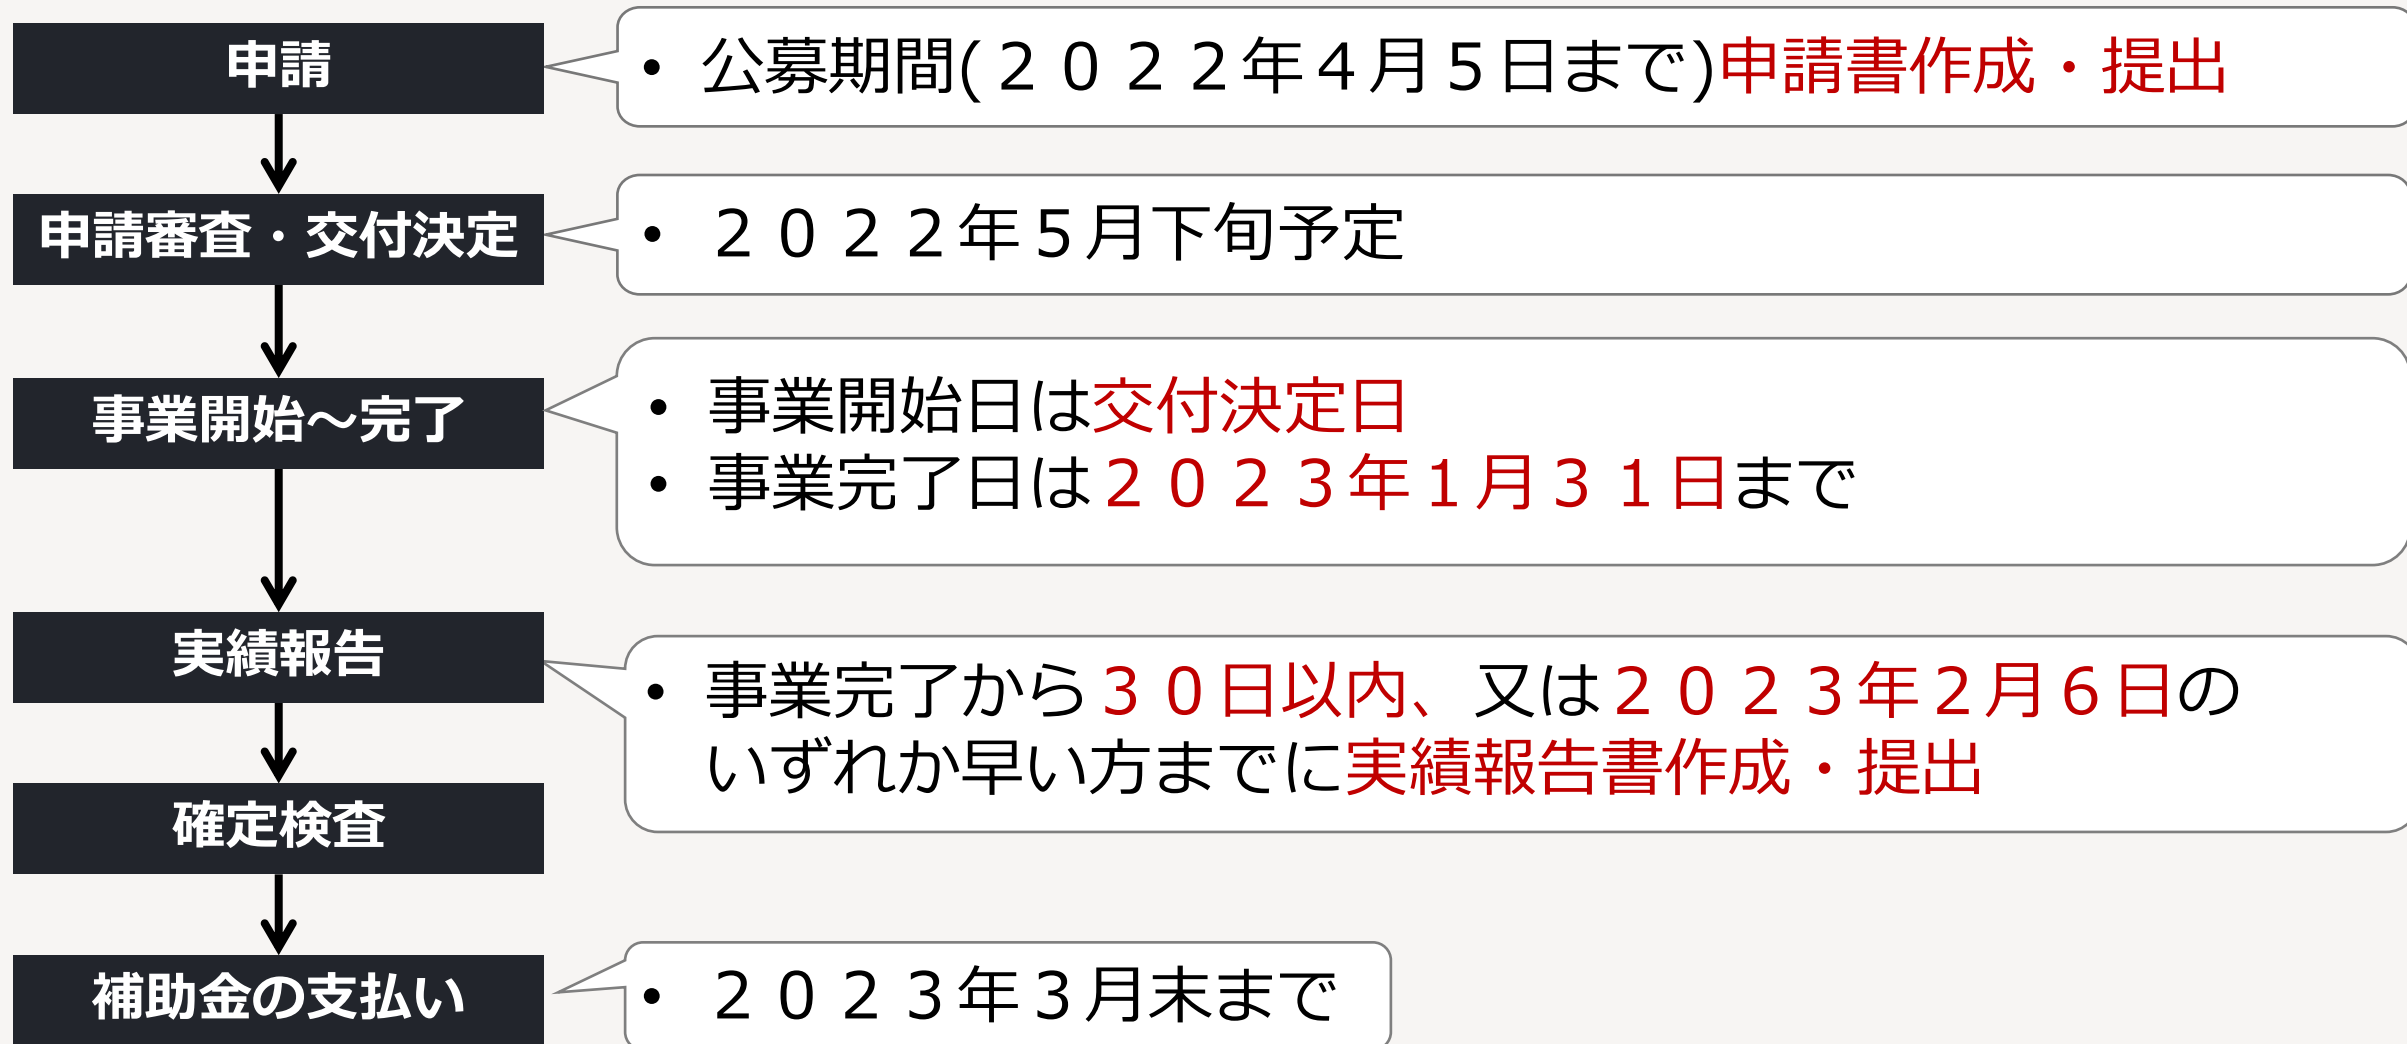 申請
• 公募期間(２０２２年４月５日まで)申請書作成・提出
申請審査・交付決定
• ２０２２年５月下旬予定
事業開始～完了
• 事業開始日は交付決定日
• 事業完了日は２０２３年１月３１日まで
実績報告
• 事業完了から３０日以内、又は２０２３年２月６日の
いずれか早い方までに実績報告書作成・提出
確定検査
補助金の支払い
• ２０２３年３月末まで